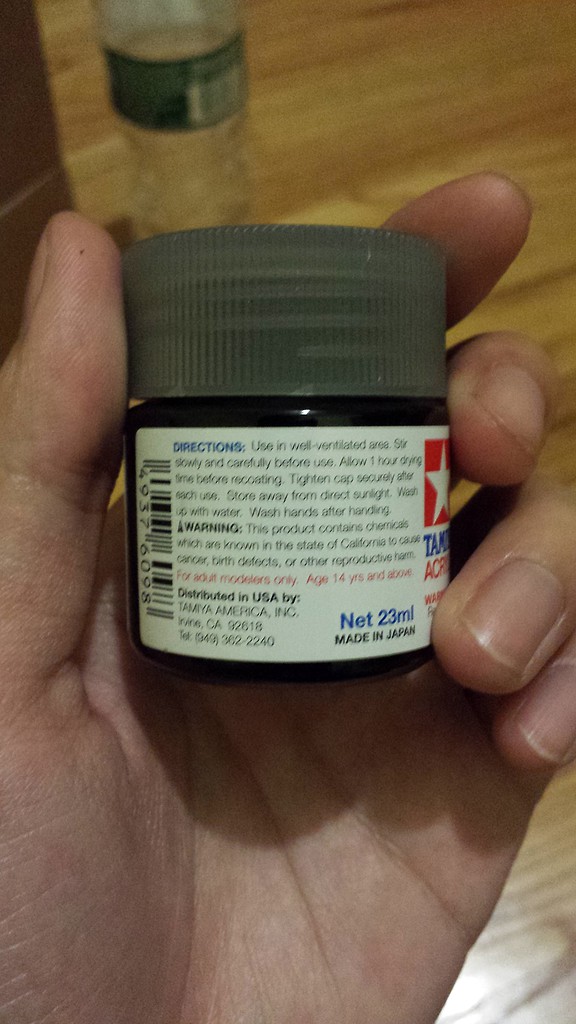 DIRECTIONS: Use in well-ventilated area. Stir
slowly and carefully before use. Allow 1 hour drying
time before recoating. Tighten cap securely after
each use. Store away from direct sunlight. Wash
up with water. Wash hands after handling.
WARNING: This product contains chemicals
which are known in the state of California to cause
cancer, birth defects, or other reproductive harm.
For adult modelers only. Age 14 yrs and above.
Distributed in USA by:
TAMIYA AMERICA, INC.
Irvine, CA 92618
Tel: (949) 362-2240
Net 23ml
MADE IN JAPAN
49376098
TAMI
ACR
WAR